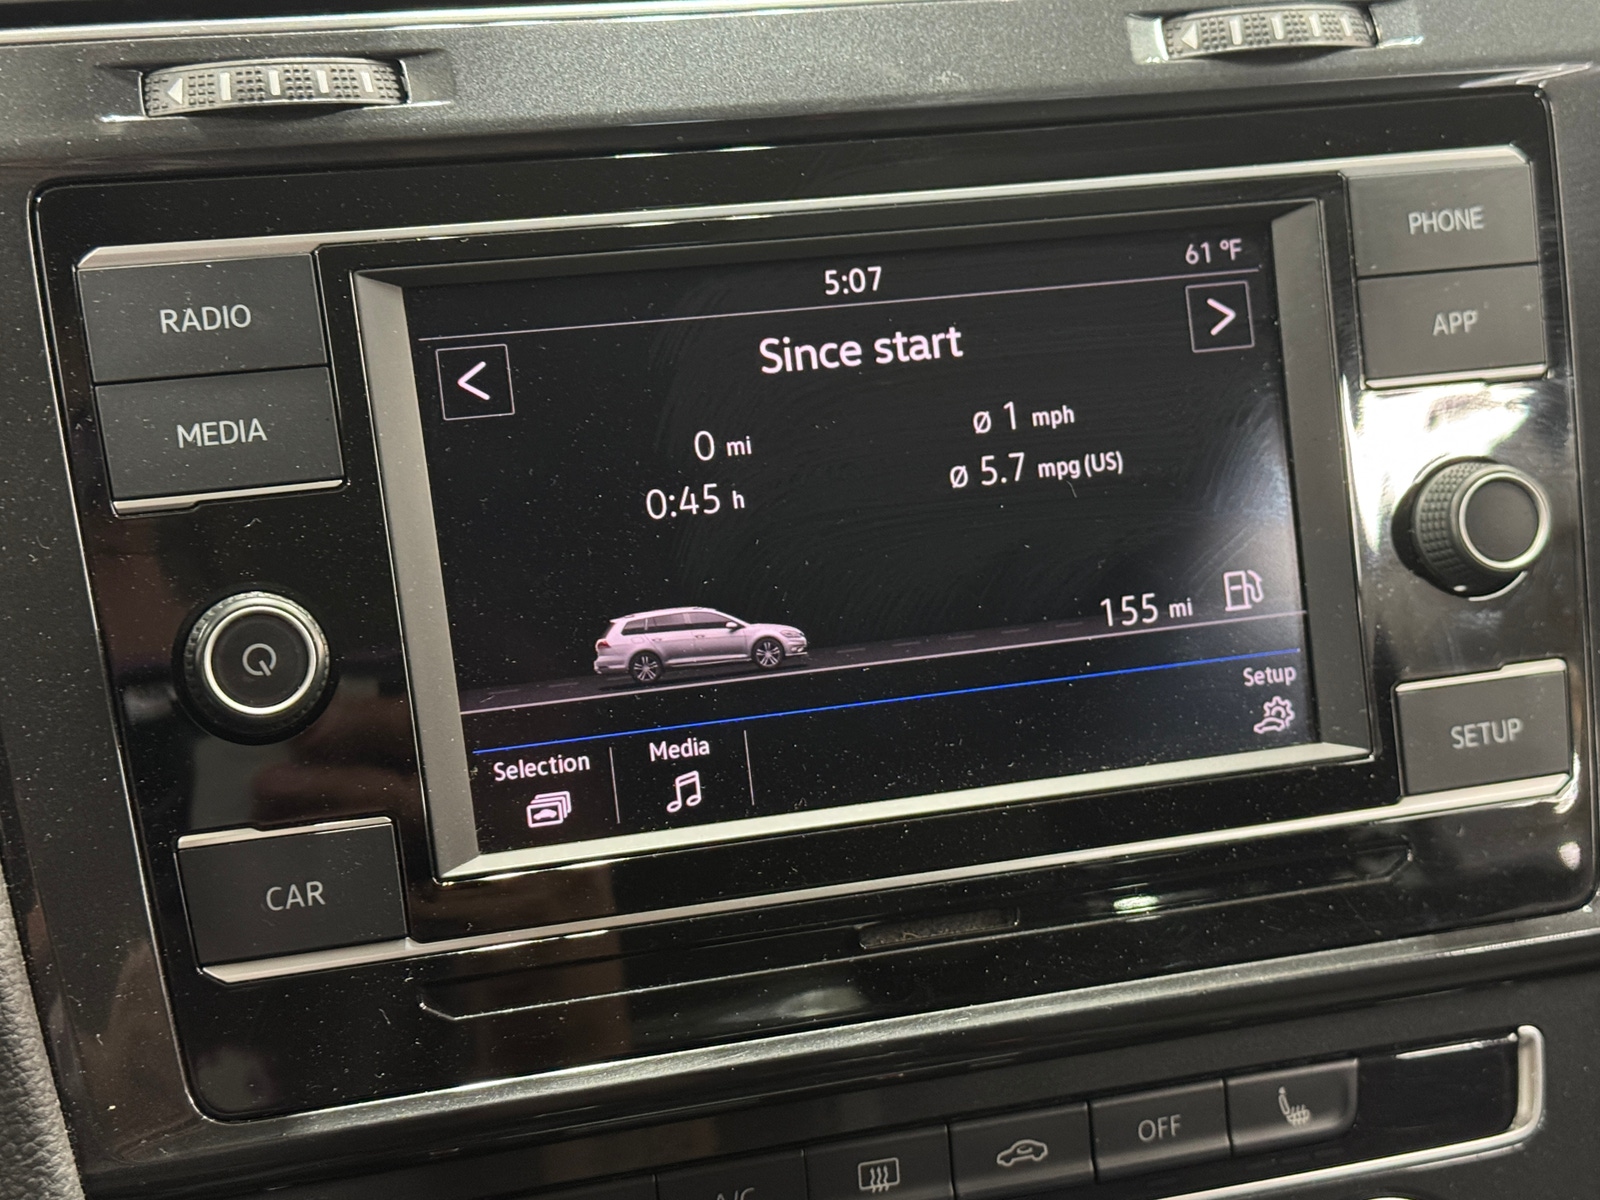 PHONE
61 °F
5:07
RADIO
APP
Since start
<
>
MEDIA
0 mi
ø 1 mph
0:45 h
ø 5.7 mpg (US)
155 mi
Setup
SETUP
Selection
Media
CAR
OFF
A/C